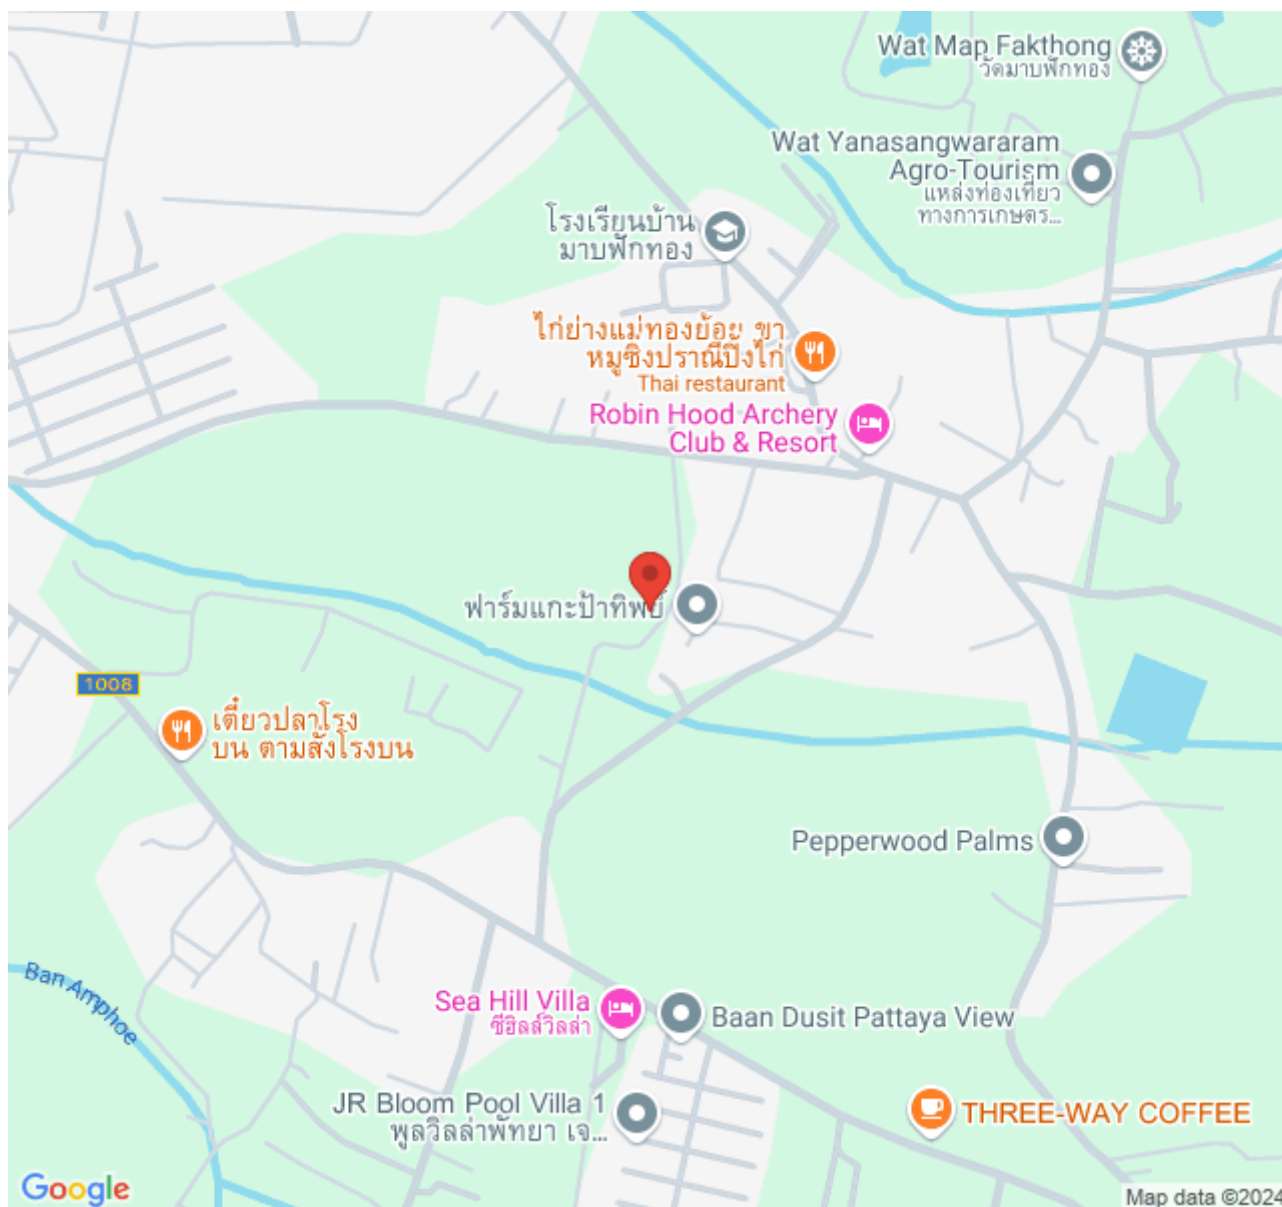 Wat Map Fakthong
วัดมาบฟักทอง
Wat Yanasangwararam
Agro-Tourism
แหล่งท่องเที่ยว
ทางการเกษตร...
โรงเรียนบ้าน
มาบฟักทอง
ไก่ย่างแม่ทองย้อย ขา
หมูซิงปราณีปิ้งไก่
Thai restaurant
Robin Hood Archery
Club & Resort
ฟาร์มแกะป้าทิพย์
1008
เตี๋ยวปลาโรง
บน ตามสั่งโรงบน
Pepperwood Palms
Ban Amphoe
Sea Hill Villa
ซีฮิลล์วิลล่า
Baan Dusit Pattaya View
JR Bloom Pool Villa 1
พูลวิลล่าพัทยา เจ...
THREE-WAY COFFEE
Google
Map data ©2024